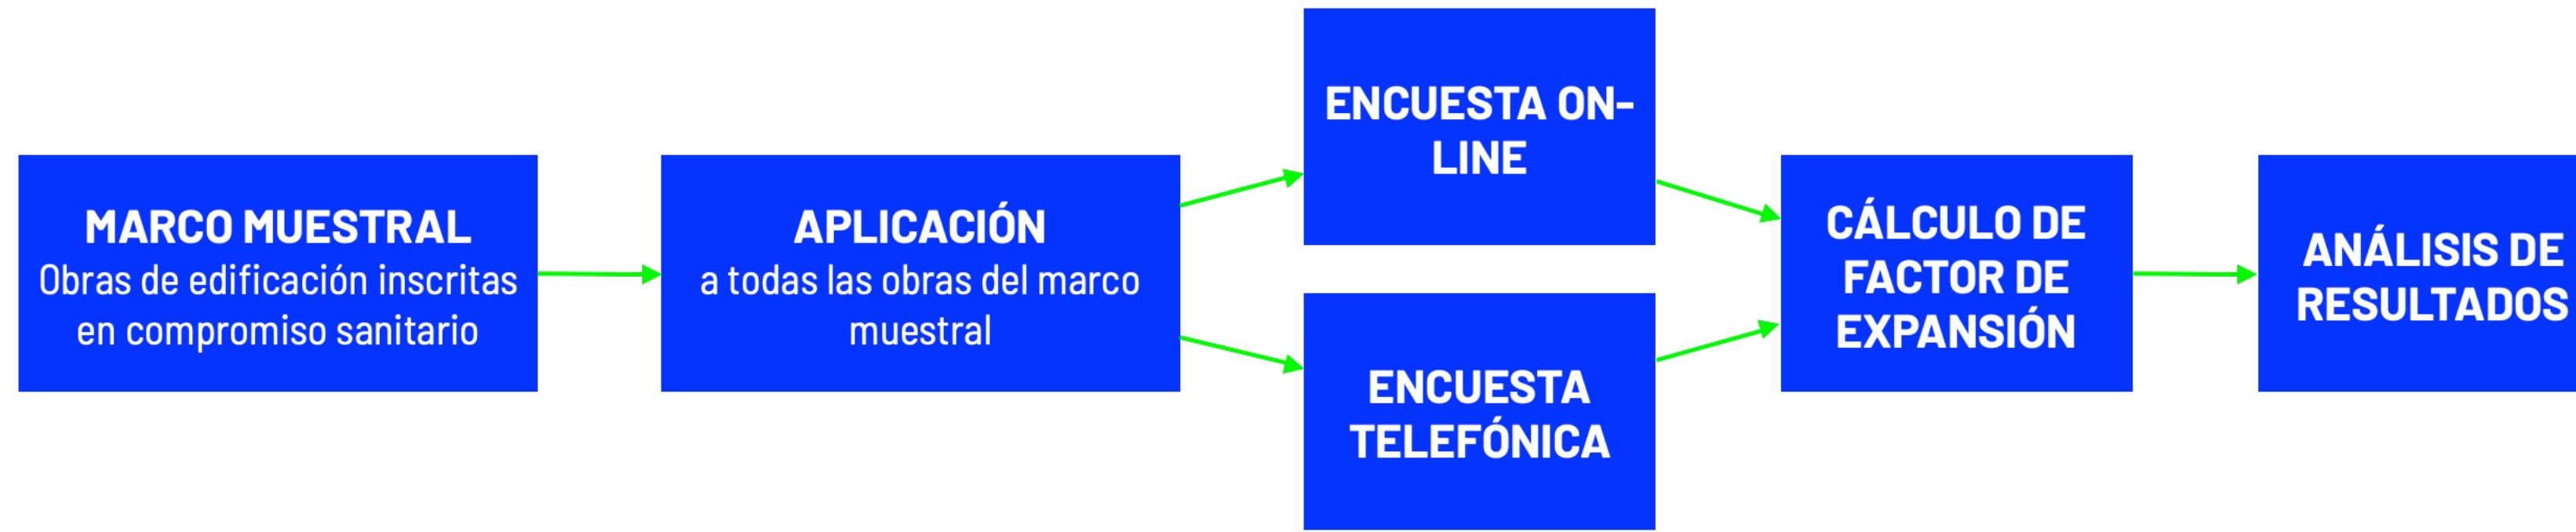 MARCO MUESTRAL
Obras de edificación inscritas
en compromiso sanitario
APLICACIÓN
a todas las obras del marco
muestral
ENCUESTA ON-
LINE
ENCUESTA
TELEFÓNICA
CÁLCULO DE
FACTOR DE
EXPANSIÓN
ANÁLISIS DE
RESULTADOS